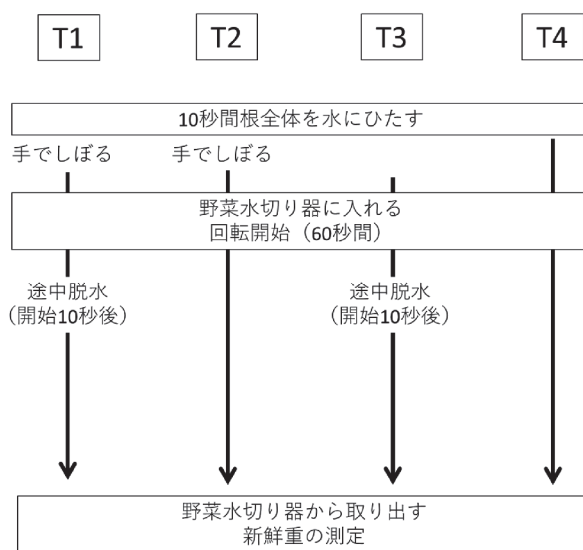 T1 T2 T3 T4
10秒間根全体を水にひたす
手でしぼる 手でしぼる
野菜水切り器に入れる
回転開始（60秒間）
途中脱水 途中脱水
（開始10秒後） （開始10秒後）
野菜水切り器から取り出す
新鮮重の測定